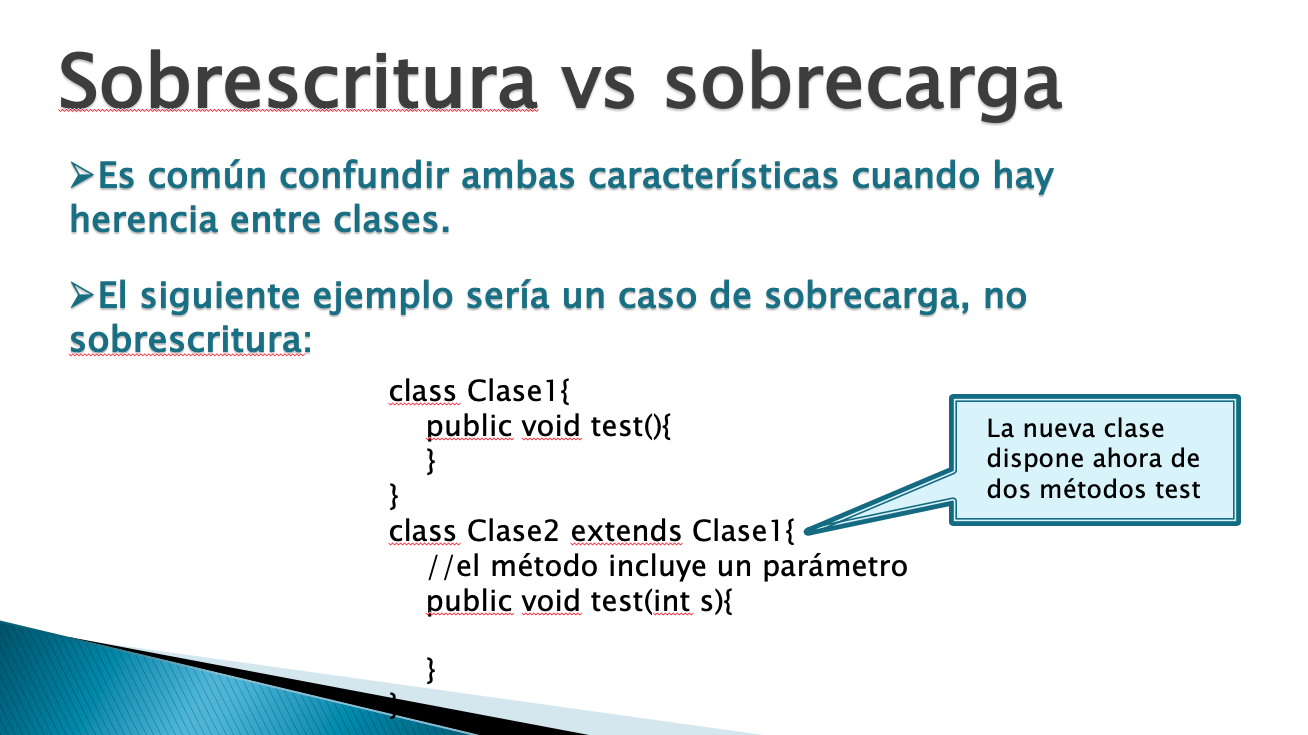 Sobrescritura vs sobrecarga
➢Es común confundir ambas características cuando hay
herencia entre clases.
➢El siguiente ejemplo sería un caso de sobrecarga, no
sobrescritura:
class Clase1{
public void test(){
}
}
class Clase2 extends Clase1{
//el método incluye un parámetro
public void test(int s){
}
}
La nueva clase
dispone ahora de
dos métodos test